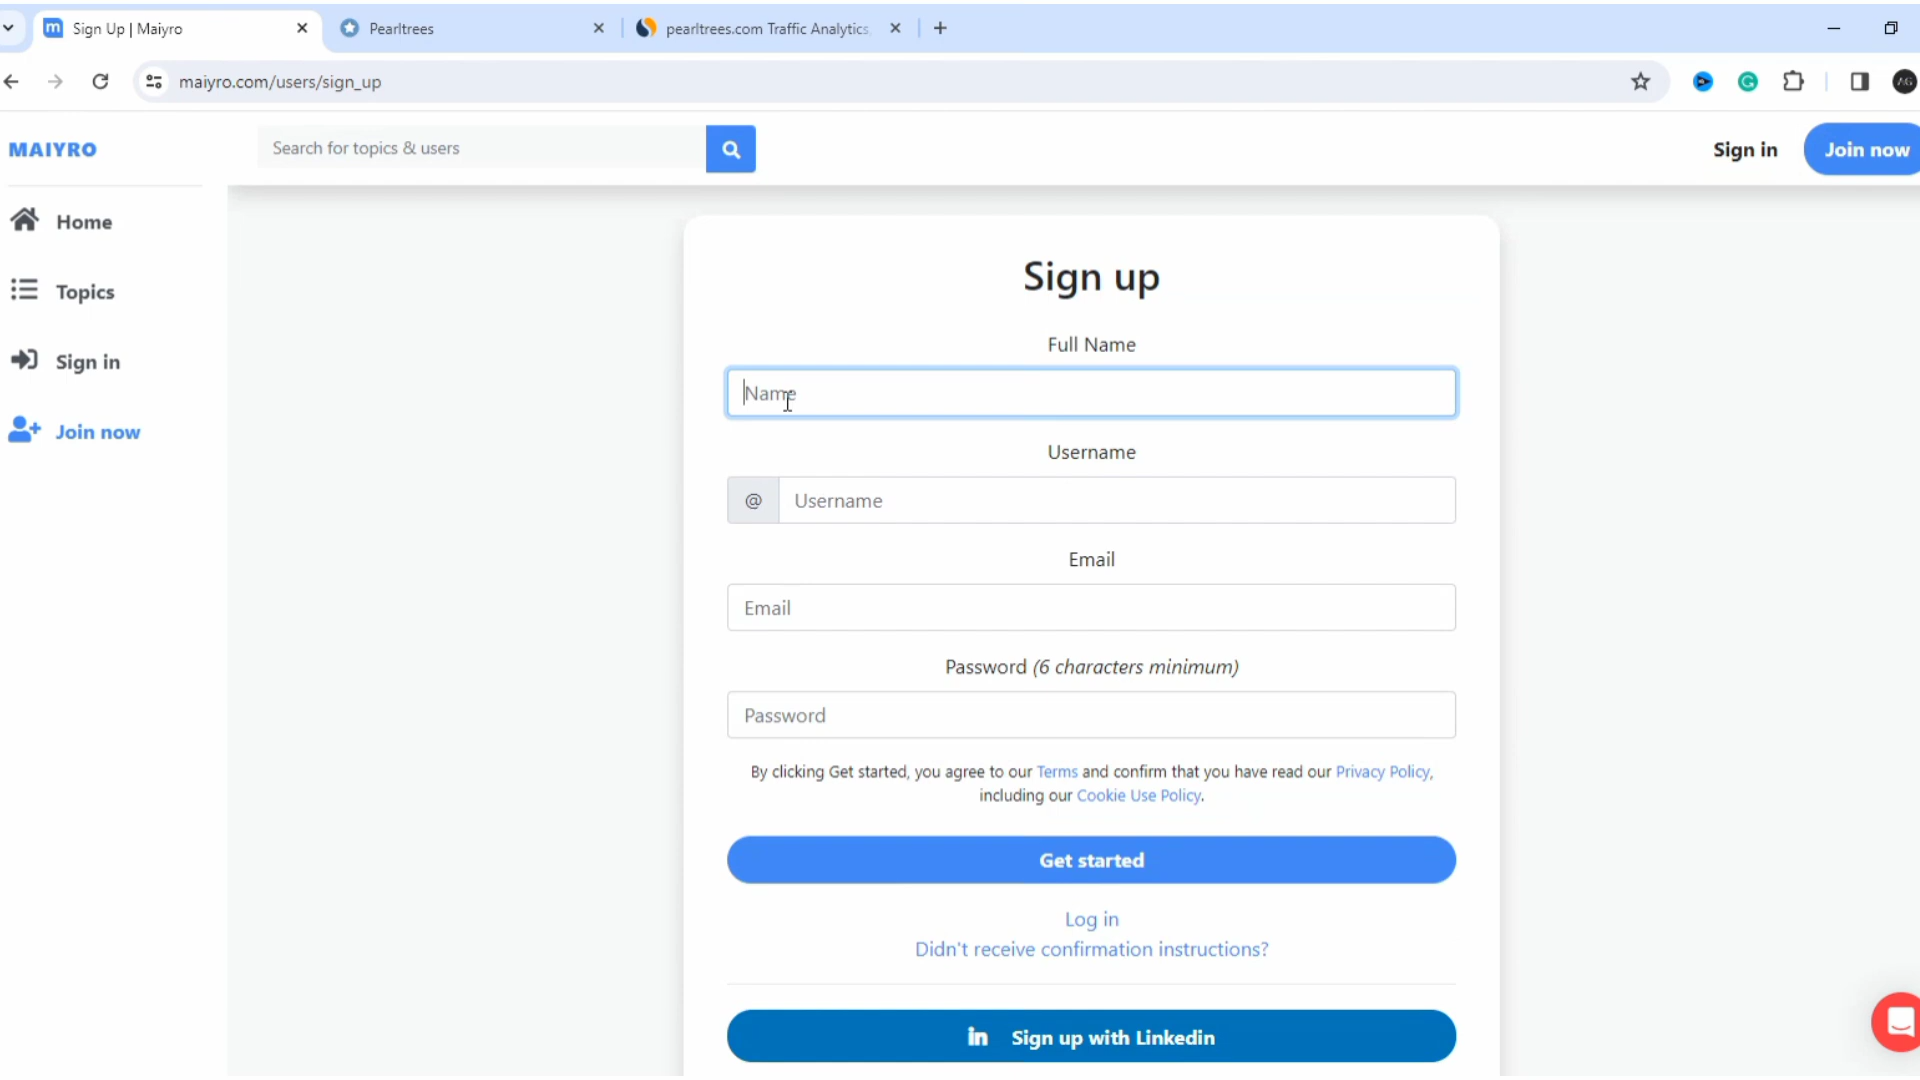 Sign Up | Maiyro
Pearltrees
pearltrees.com Traffic Analytics,
maiyro.com/users/sign_up
AG
MAIYRO
Search for topics & users
Sign in
Join now
Home
Topics
Sign in
Join now
Sign up
Full Name
Name
Username
@ Username
Email
Email
Password (6 characters minimum)
Password
By clicking Get started, you agree to our Terms and confirm that you have read our Privacy Policy,
including our Cookie Use Policy.
Get started
Log in
Didn't receive confirmation instructions?
in Sign up with Linkedin